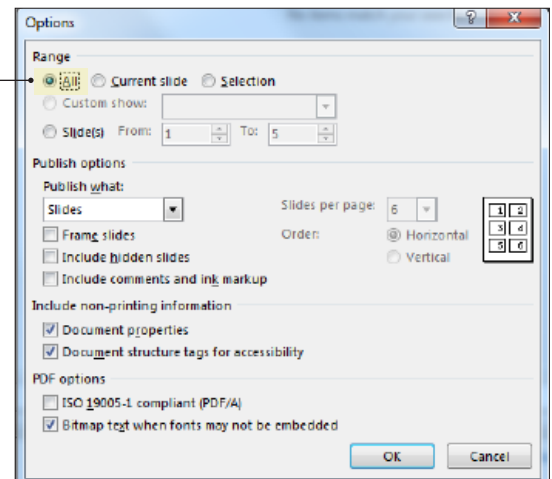 Options
Range
All Current slide Selection
Custom show:
Slide(s) From: 1 To: 5
Publish options
Publish what:
Slides Slides per page: 6
Frame slides Order: Horizontal
Include hidden slides Vertical
Include comments and ink markup
1 2
3 4
5 6
Include non-printing information
Document properties
Document structure tags for accessibility
PDF options
ISO 19005-1 compliant (PDF/A)
Bitmap text when fonts may not be embedded
OK Cancel